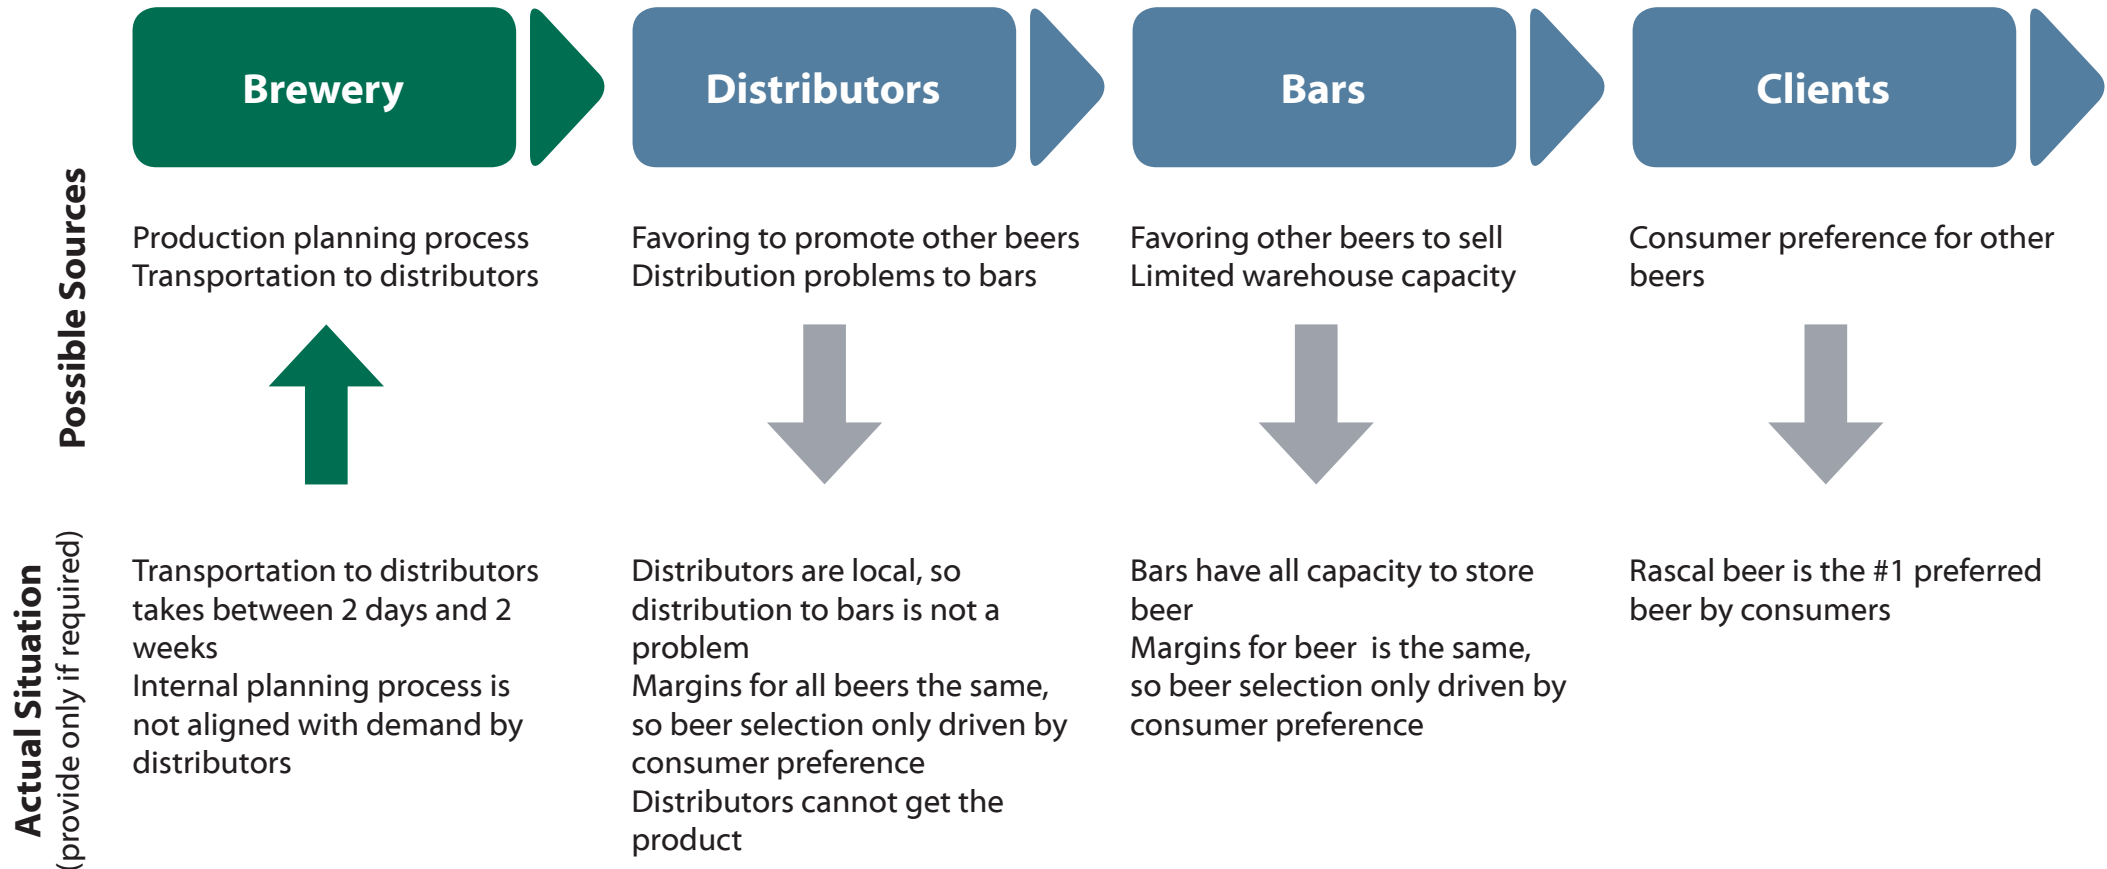 Brewery
Distributors
Bars
Clients
Possible Sources
Production planning process
Transportation to distributors
Favoring to promote other beers
Distribution problems to bars
Favoring other beers to sell
Limited warehouse capacity
Consumer preference for other
beers
Actual Situation
(provide only if required)
Transportation to distributors
takes between 2 days and 2
weeks
Internal planning process is
not aligned with demand by
distributors
Distributors are local, so
distribution to bars is not a
problem
Margins for all beers the same,
so beer selection only driven by
consumer preference
Distributors cannot get the
product
Bars have all capacity to store
beer
Margins for beer  is the same,
so beer selection only driven by
consumer preference
Rascal beer is the #1 preferred
beer by consumers